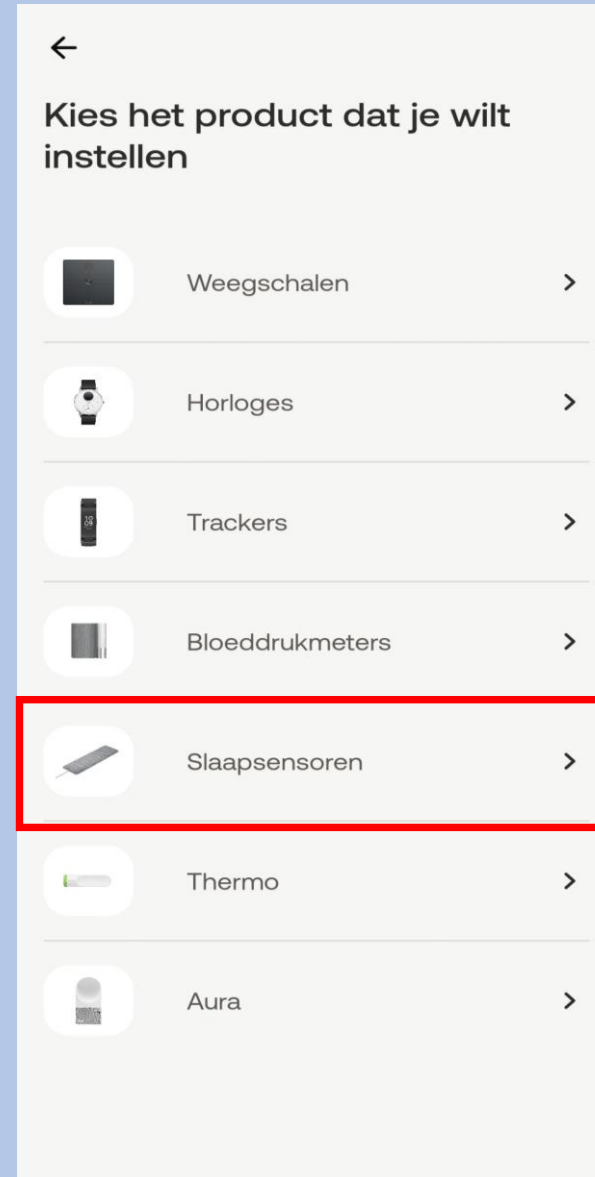 Kies het product dat je wilt
instellen
Weegschalen
Horloges
Trackers
Bloeddrukmeters
Slaapsensoren
Thermo
Aura